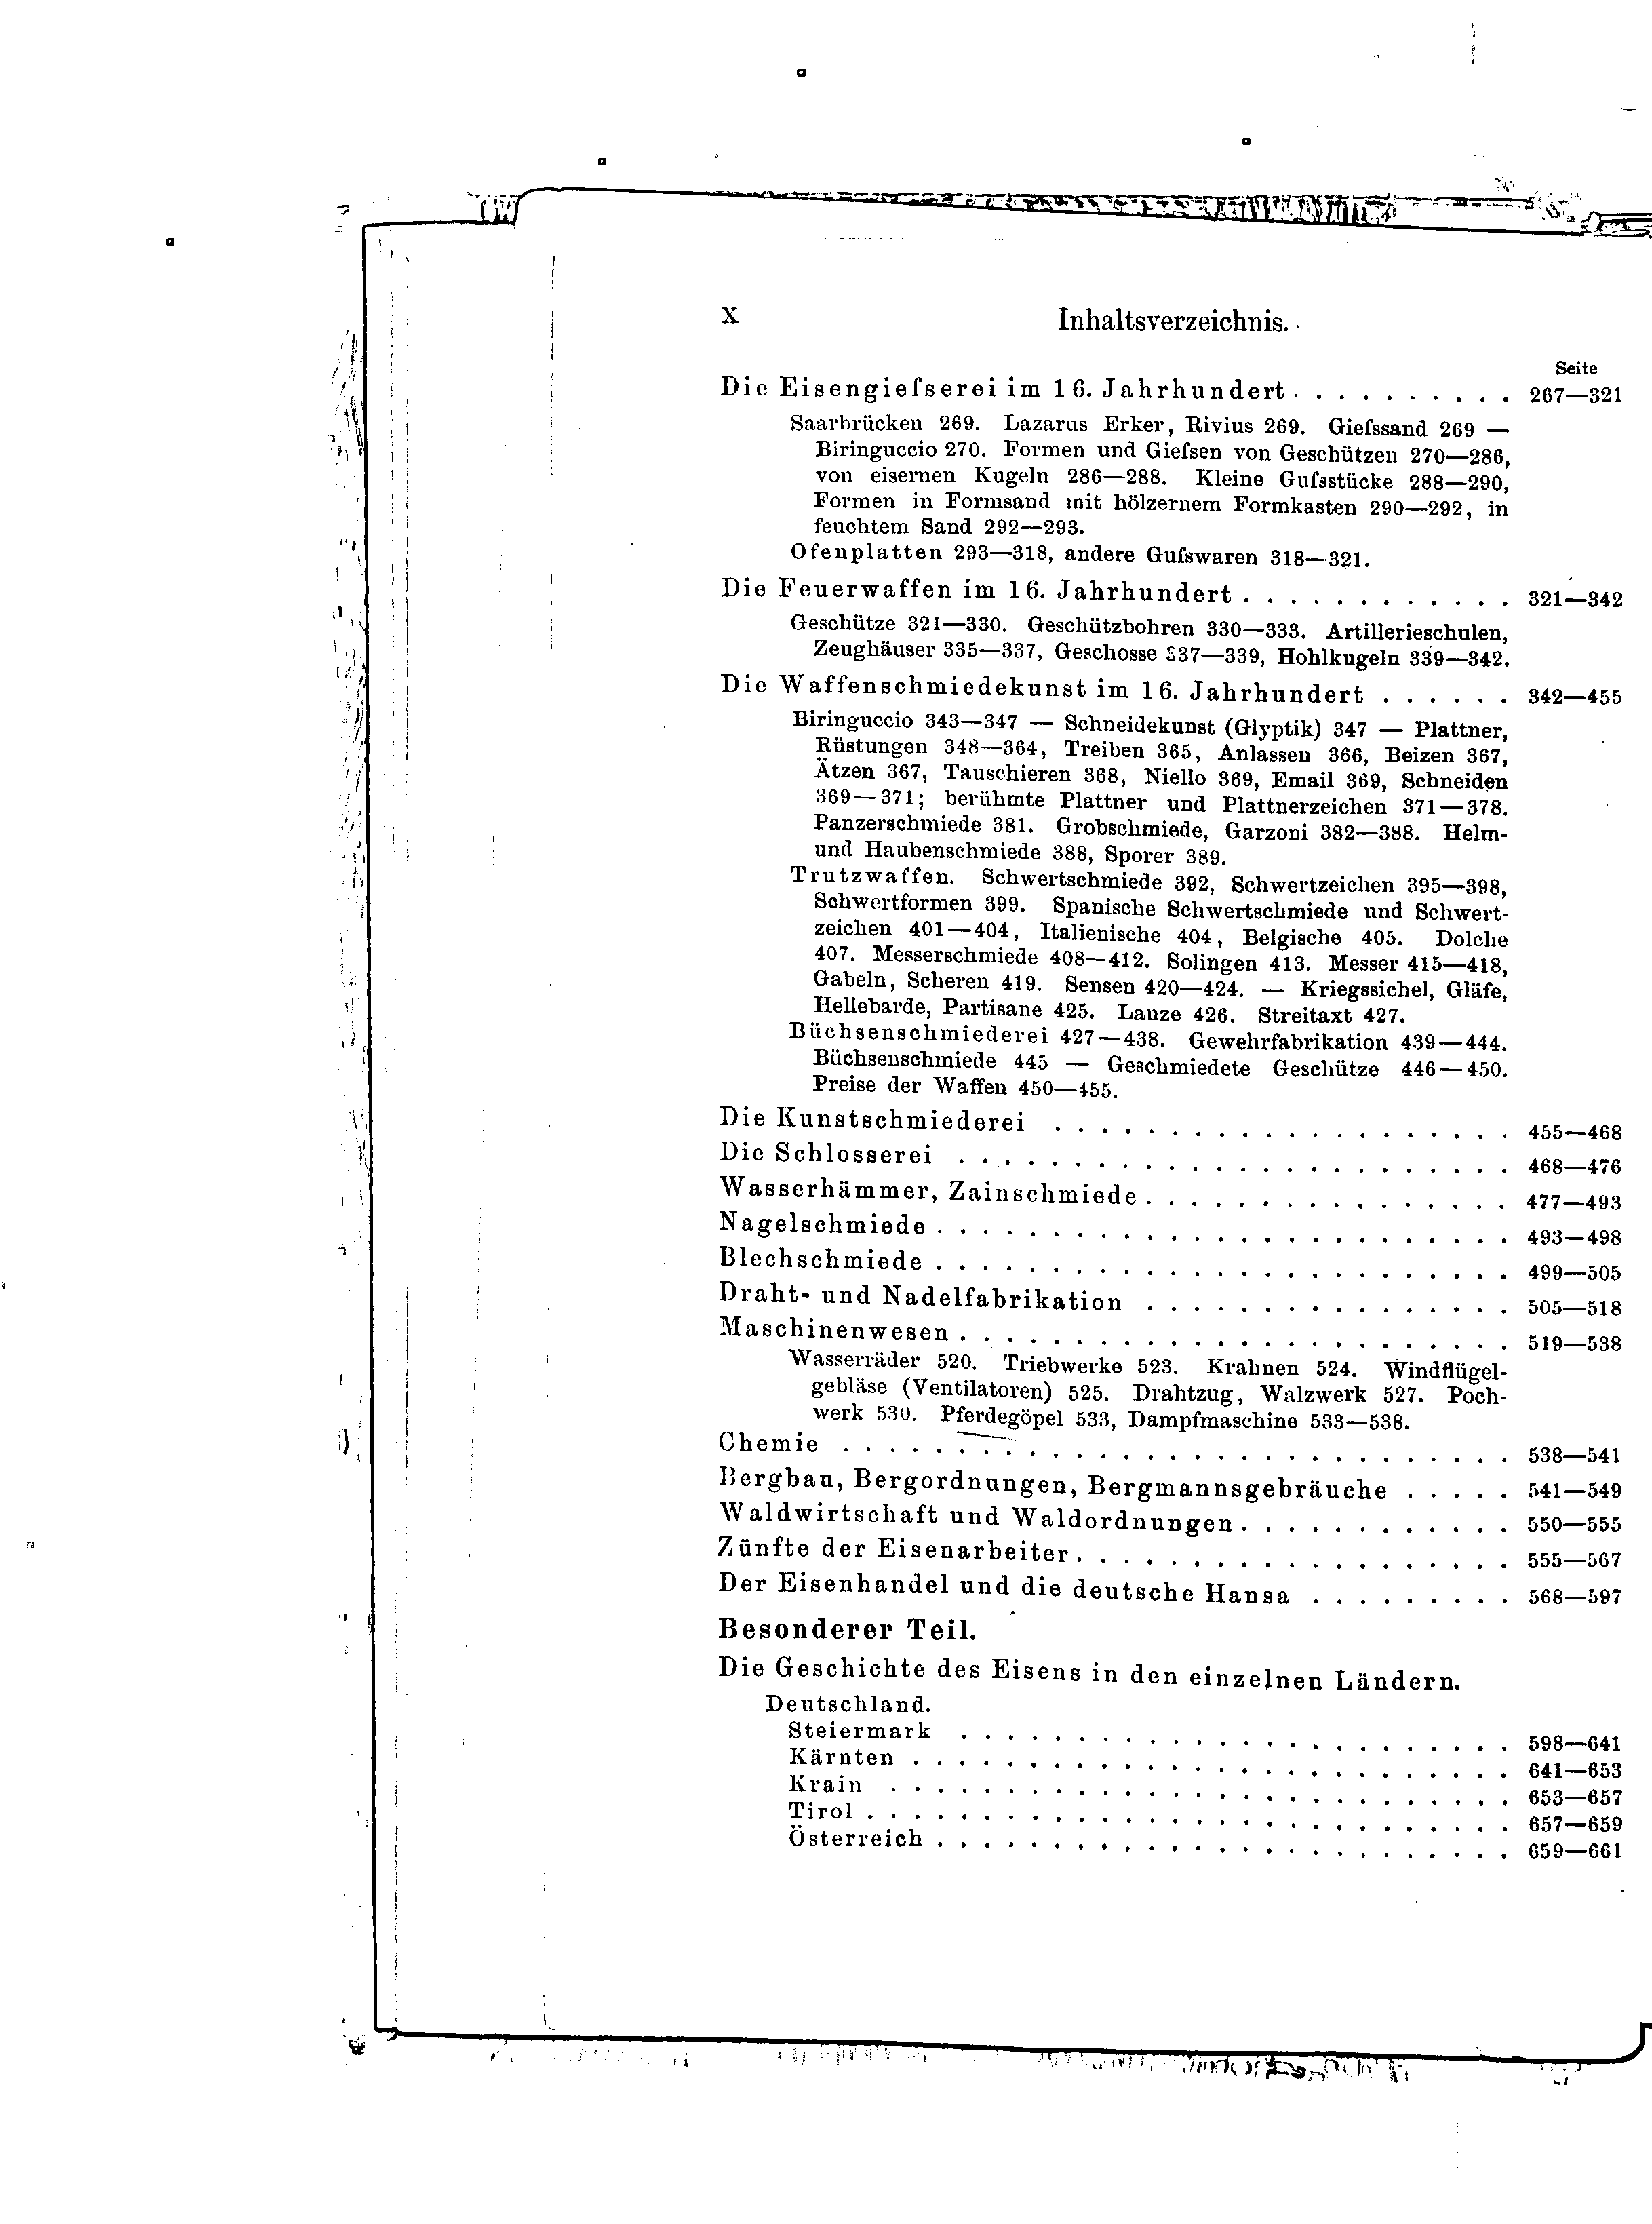 X
Inhaltsverzeichnis.
Seite
Die Eisengieſserei im 16. Jahrhundert . . . . . . . . . . 267—321
Saarbrücken 269. Lazarus Erker, Rivius 269. Gieſssand 269 —
Biringuccio 270. Formen und Gieſsen von Geschützen 270—286,
von eisernen Kugeln 286—288. Kleine Guſsstücke 288—290,
Formen in Formsand mit hölzernem Formkasten 290—292, in
feuchtem Sand 292—293.
Ofenplatten 293—318, andere Guſswaren 318—321.
Die Feuerwaffen im 16. Jahrhundert . . . . . . . . . . . . 321—342
Geschütze 321—330. Geschützbohren 330—333. Artillerieschulen,
Zeughäuser 335—337, Geschosse 337—339, Hohlkugeln 339—342.
Die Waffenschmiedekunst im 16. Jahrhundert . . . . . . 342—455
Biringuccio 343—347 — Schneidekunst (Glyptik) 347 — Plattner,
Rüstungen 348—364, Treiben 365, Anlassen 366, Beizen 367,
Ätzen 367, Tauschieren 368, Niello 369, Email 369, Schneiden
369—371; berühmte Plattner und Plattnerzeichen 371—378.
Panzerschmiede 381. Grobschmiede, Garzoni 382—388. Helm-
und Haubenschmiede 388, Sporer 389.
Trutzwaffen. Schwertschmiede 392, Schwertzeichen 395—398,
Schwertformen 399. Spanische Schwertschmiede und Schwert-
zeichen 401—404, Italienische 404, Belgische 405. Dolche
407. Messerschmiede 408—412. Solingen 413. Messer 415—418,
Gabeln, Scheren 419. Sensen 420—424. — Kriegssichel, Gläfe,
Hellebarde, Partisane 425. Lanze 426. Streitaxt 427.
Büchsenschmiederei 427—438. Gewehrfabrikation 439—444.
Büchsenschmiede 445 — Geschmiedete Geschütze 446—450.
Preise der Waffen 450—455.
Die Kunstschmiederei . . . . . . . . . . . . . . . . . . . . 455—468
Die Schlosserei . . . . . . . . . . . . . . . . . . . . . . . . 468—476
Wasserhämmer, Zainschmiede . . . . . . . . . . . . . . . . 477—493
Nagelschmiede . . . . . . . . . . . . . . . . . . . . . . . . . 493—498
Blechschmiede . . . . . . . . . . . . . . . . . . . . . . . . . 499—505
Draht- und Nadelfabrikation . . . . . . . . . . . . . . . . 505—518
Maschinenwesen . . . . . . . . . . . . . . . . . . . . . . . . 519—538
Wasserräder 520. Triebwerke 523. Krahnen 524. Windflügel-
gebläse (Ventilatoren) 525. Drahtzug, Walzwerk 527. Poch-
werk 530. Pferdegöpel 533, Dampfmaschine 533—538.
Chemie . . . . . . . . . . . . . . . . . . . . . . . . . . . . . 538—541
Bergbau, Bergordnungen, Bergmannsgebräuche . . . . . 541—549
Waldwirtschaft und Waldordnungen . . . . . . . . . . . . 550—555
Zünfte der Eisenarbeiter . . . . . . . . . . . . . . . . . . . 555—567
Der Eisenhandel und die deutsche Hansa . . . . . . . . . 568—597
Besonderer Teil.
Die Geschichte des Eisens in den einzelnen Ländern.
Deutschland.
Steiermark . . . . . . . . . . . . . . . . . . . . . . . . 598—641
Kärnten . . . . . . . . . . . . . . . . . . . . . . . . . . 641—653
Krain . . . . . . . . . . . . . . . . . . . . . . . . . . . 653—657
Tirol . . . . . . . . . . . . . . . . . . . . . . . . . . . . 657—659
Österreich . . . . . . . . . . . . . . . . . . . . . . . . . 659—661